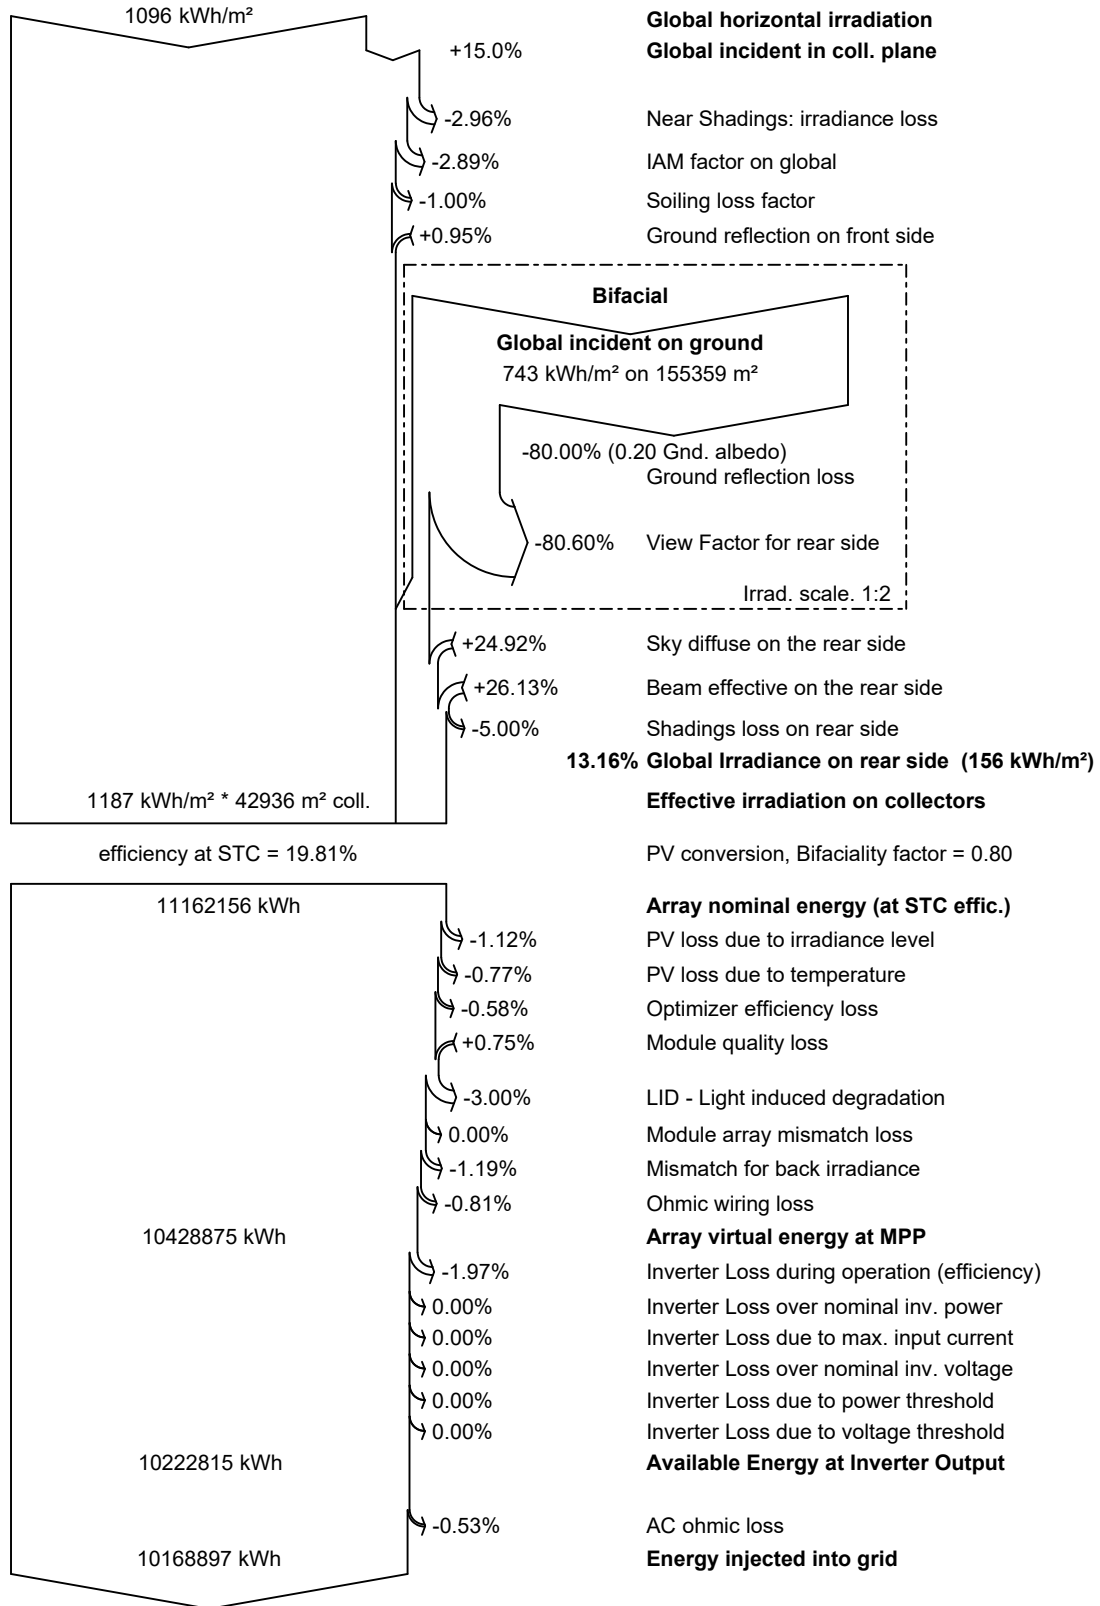 1096 kWh/m² Global horizontal irradiation
+15.0% Global incident in coll. plane
-2.96% Near Shadings: irradiance loss
-2.89% IAM factor on global
-1.00% Soiling loss factor
+0.95% Ground reflection on front side
Bifacial
Global incident on ground
743 kWh/m² on 155359 m²
-80.00% (0.20 Gnd. albedo)
Ground reflection loss
-80.60% View Factor for rear side
Irrad. scale. 1:2
+24.92% Sky diffuse on the rear side
+26.13% Beam effective on the rear side
-5.00% Shadings loss on rear side
13.16% Global Irradiance on rear side (156 kWh/m²)
1187 kWh/m² * 42936 m² coll. Effective irradiation on collectors
efficiency at STC = 19.81% PV conversion, Bifaciality factor = 0.80
11162156 kWh Array nominal energy (at STC effic.)
-1.12% PV loss due to irradiance level
-0.77% PV loss due to temperature
-0.58% Optimizer efficiency loss
+0.75% Module quality loss
-3.00% LID - Light induced degradation
0.00% Module array mismatch loss
-1.19% Mismatch for back irradiance
-0.81% Ohmic wiring loss
10428875 kWh Array virtual energy at MPP
-1.97% Inverter Loss during operation (efficiency)
0.00% Inverter Loss over nominal inv. power
0.00% Inverter Loss due to max. input current
0.00% Inverter Loss over nominal inv. voltage
0.00% Inverter Loss due to power threshold
0.00% Inverter Loss due to voltage threshold
10222815 kWh Available Energy at Inverter Output
-0.53% AC ohmic loss
10168897 kWh Energy injected into grid